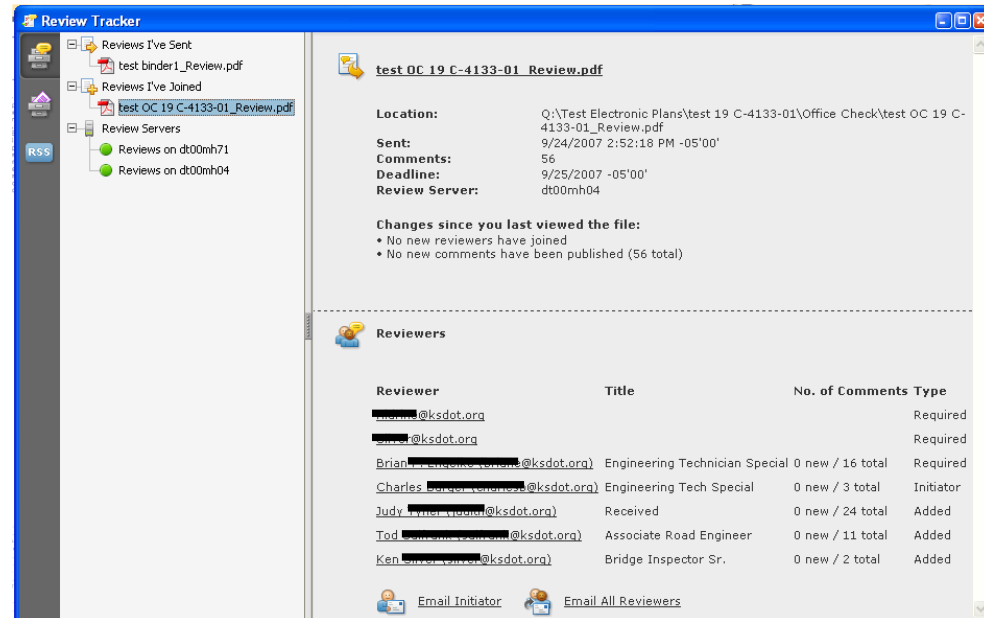 Review Tracker
Reviews I've Sent
test binder1_Review.pdf
Reviews I've Joined
test OC 19 C-4133-01_Review.pdf
Review Servers
Reviews on dt00mh71
Reviews on dt00mh04
RSS
test OC 19 C-4133-01_Review.pdf
Location: Q:\Test Electronic Plans\test 19 C-4133-01\Office Check\test OC 19 C-
4133-01_Review.pdf
Sent: 9/24/2007 2:52:18 PM -05'00'
Comments: 56
Deadline: 9/25/2007 -05'00'
Review Server: dt00mh04
Changes since you last viewed the file:
• No new reviewers have joined
• No new comments have been published (56 total)
Reviewers
Reviewer Title No. of Comments Type
@ksdot.org Required
@ksdot.org Required
Brian @ksdot.org) Engineering Technician Special 0 new / 16 total Required
Charles @ksdot.org) Engineering Tech Special 0 new / 3 total Initiator
Judy @ksdot.org) Received 0 new / 24 total Added
Tod @ksdot.org) Associate Road Engineer 0 new / 11 total Added
Ken @ksdot.org) Bridge Inspector Sr. 0 new / 2 total Added
Email Initiator Email All Reviewers